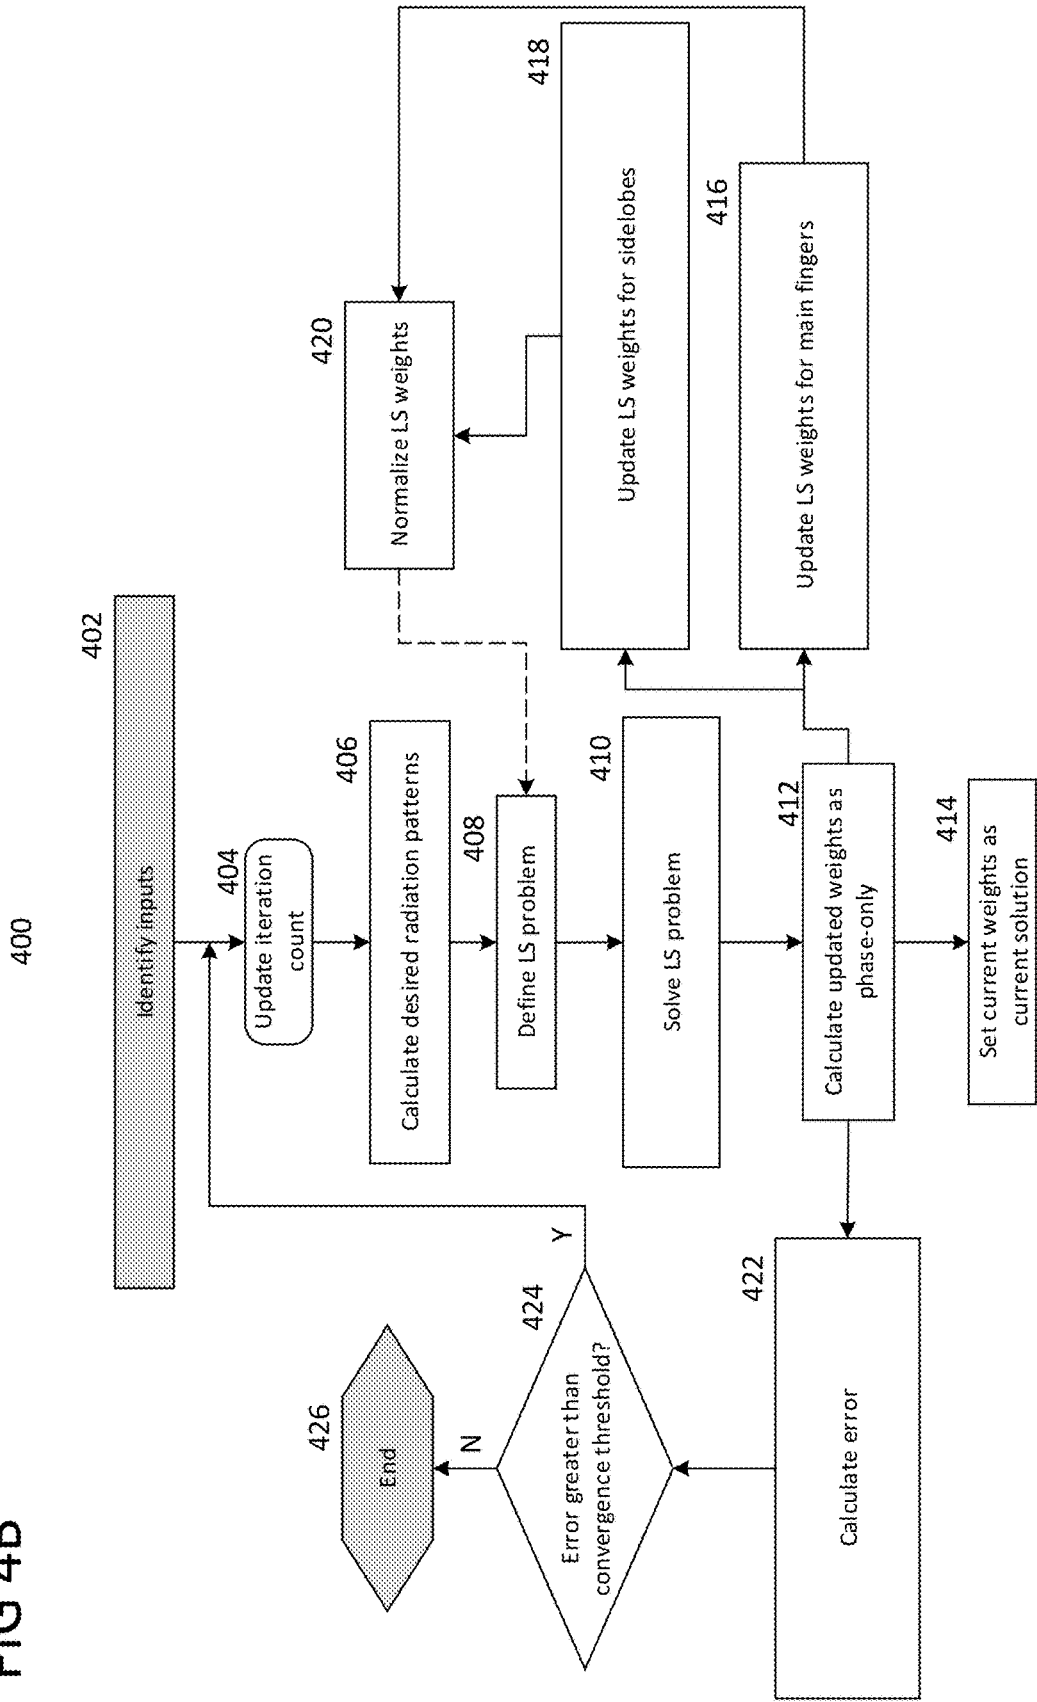 FIG 4B
400
402
Identify inputs
404
Update iteration
count
406
Calculate desired radiation patterns
408
Define LS problem
410
Solve LS problem
412
Calculate updated weights as
phase-only
414
Set current weights as
current solution
416
Update LS weights for main fingers
418
Update LS weights for sidelobes
420
Normalize LS weights
422
Calculate error
424
Error greater than
convergence threshold?
Y
N
426
End